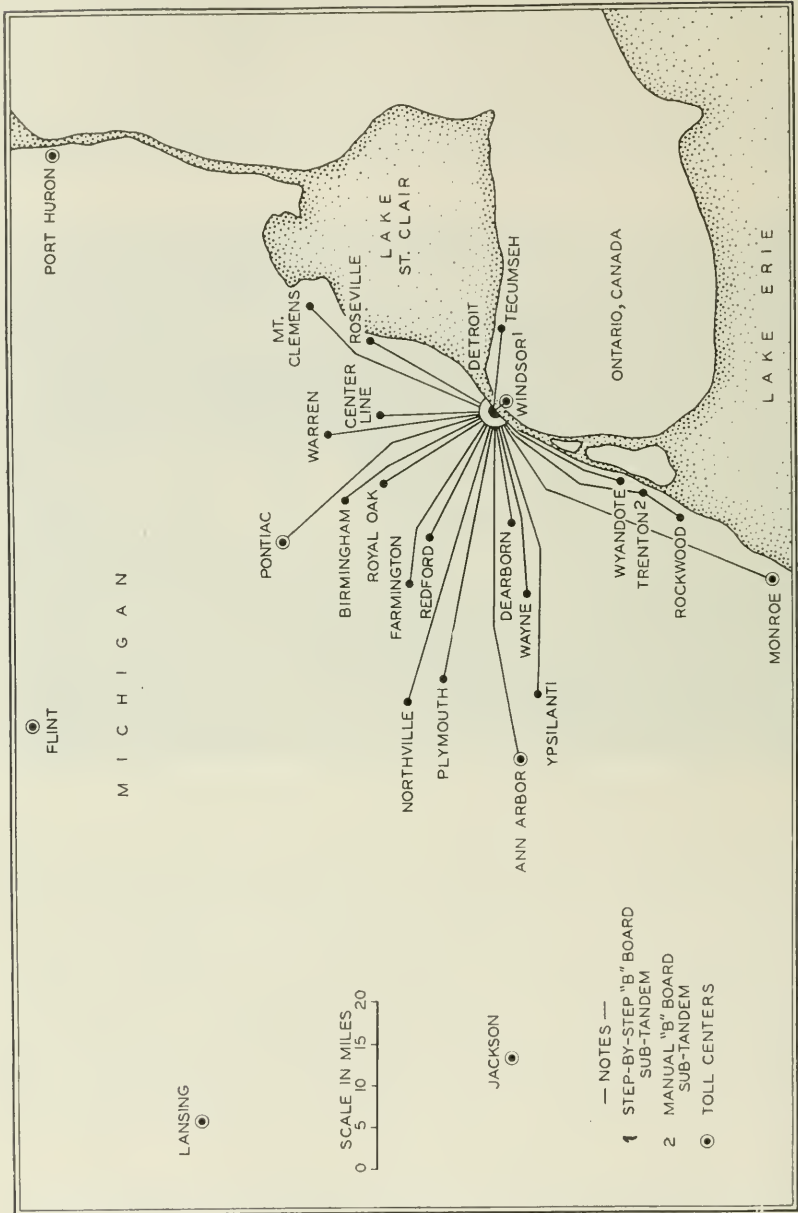 PORT HURON
FLINT
M I C H I G A N
LANSING
PONTIAC
WARREN
CENTER
LINE
MT.
CLEMENS
ROSEVILLE
LAKE
ST. CLAIR
BIRMINGHAM
ROYAL OAK
FARMINGTON
REDFORD
NORTHVILLE
PLYMOUTH
DETROIT
WINDSOR¹
TECUMSEH
DEARBORN
WAYNE
YPSILANTI
ANN ARBOR
JACKSON
ONTARIO, CANADA
WYANDOTE
TRENTON²
ROCKWOOD
MONROE
LAKE ERIE
SCALE IN MILES
0 5 10 15 20
— NOTES —
1 STEP-BY-STEP "B" BOARD
SUB-TANDEM
2 MANUAL "B" BOARD
SUB-TANDEM
TOLL CENTERS